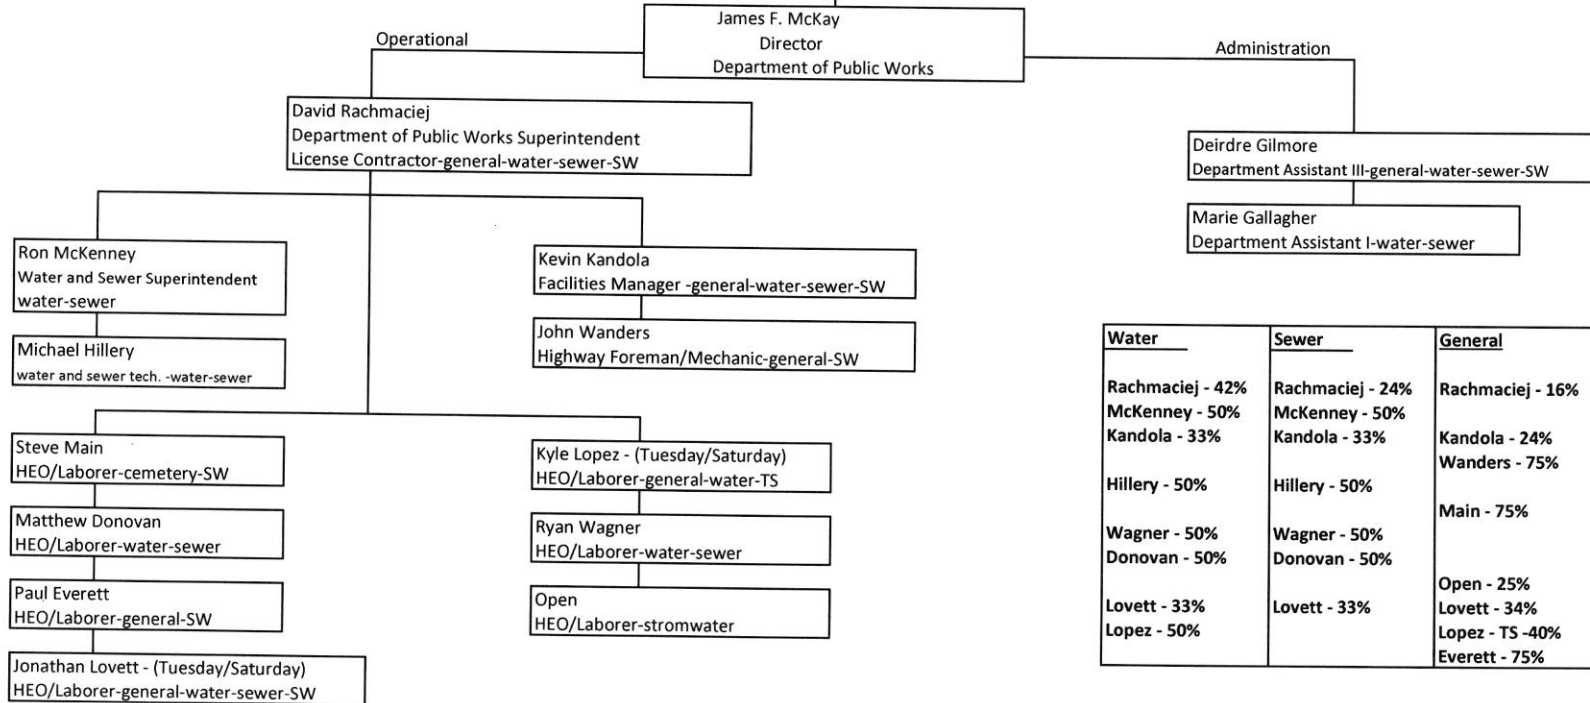 James F. McKay
Director
Department of Public Works
Operational
Administration
David Rachmaciej
Department of Public Works Superintendent
License Contractor-general-water-sewer-SW
Deirdre Gilmore
Department Assistant III-general-water-sewer-SW
Marie Gallagher
Department Assistant I-water-sewer
Ron McKenney
Water and Sewer Superintendent
water-sewer
Kevin Kandola
Facilities Manager -general-water-sewer-SW
Michael Hillery
water and sewer tech. -water-sewer
John Wanders
Highway Foreman/Mechanic-general-SW
Steve Main
HEO/Laborer-cemetery-SW
Matthew Donovan
HEO/Laborer-water-sewer
Paul Everett
HEO/Laborer-general-SW
Jonathan Lovett - (Tuesday/Saturday)
HEO/Laborer-general-water-sewer-SW
Kyle Lopez - (Tuesday/Saturday)
HEO/Laborer-general-water-TS
Ryan Wagner
HEO/Laborer-water-sewer
Open
HEO/Laborer-stromwater
Water
Rachmaciej - 42%
McKenney - 50%
Kandola - 33%
Hillery - 50%
Wagner - 50%
Donovan - 50%
Lovett - 33%
Lopez - 50%
Sewer
Rachmaciej - 24%
McKenney - 50%
Kandola - 33%
Hillery - 50%
Wagner - 50%
Donovan - 50%
Lovett - 33%
General
Rachmaciej - 16%
Kandola - 24%
Wanders - 75%
Main - 75%
Open - 25%
Lovett - 34%
Lopez - TS -40%
Everett - 75%